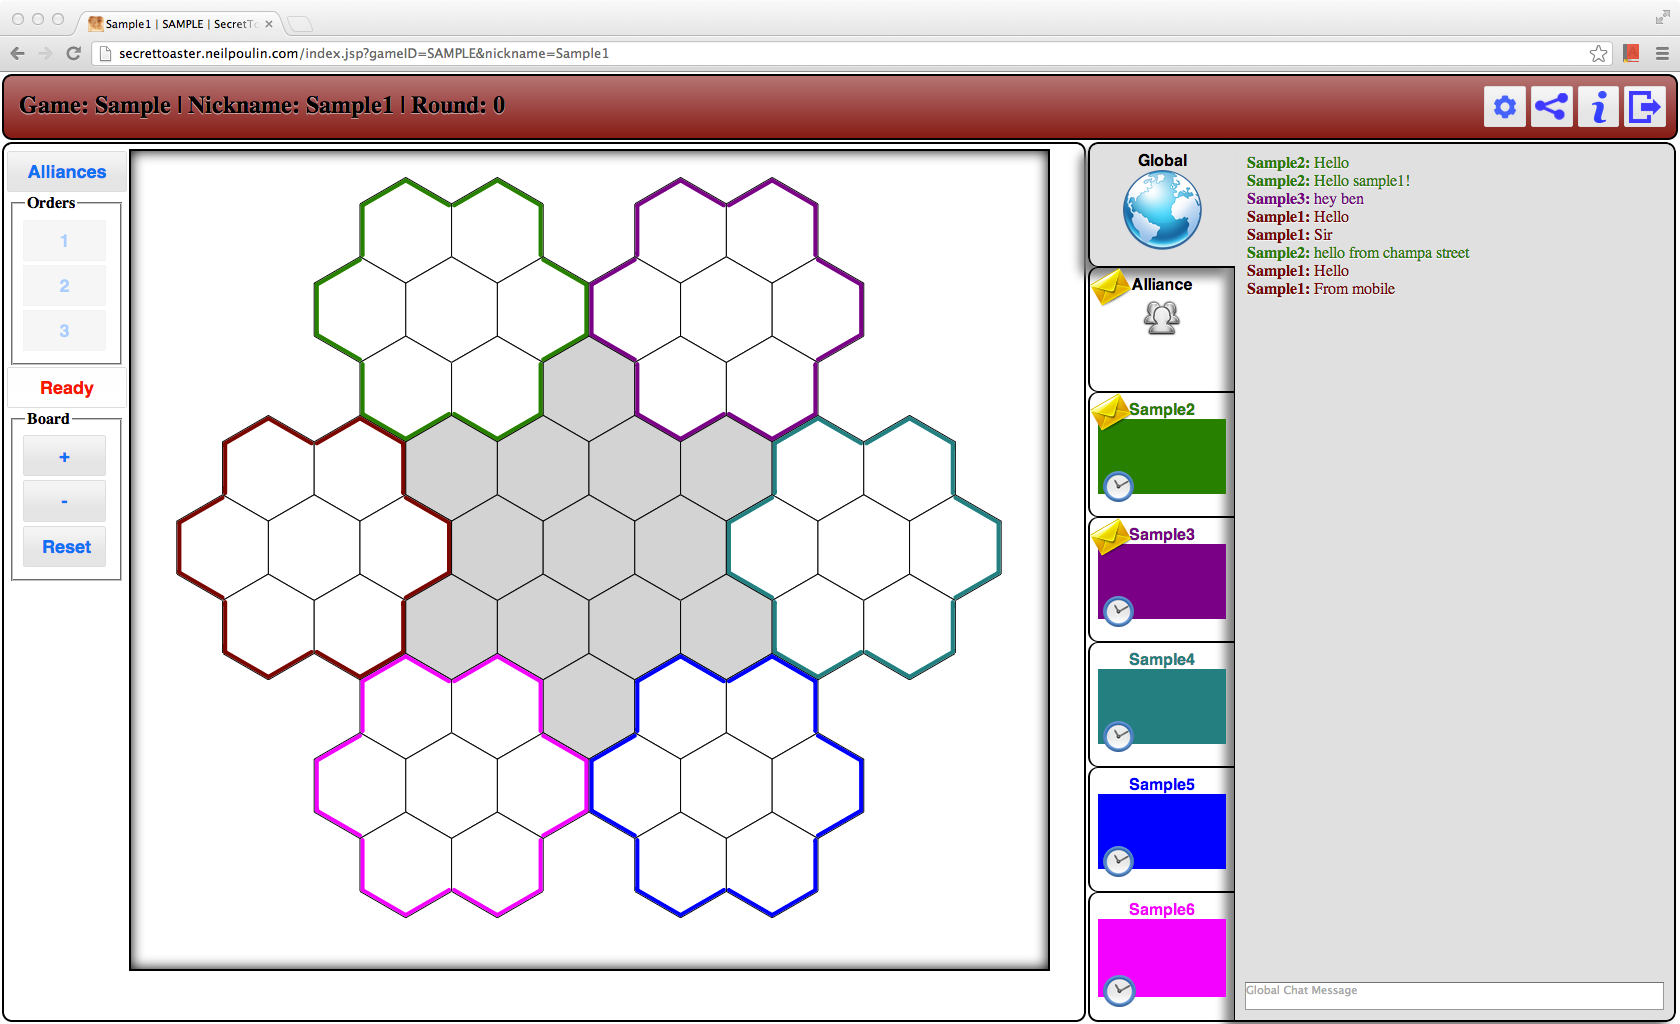 Sample1 | SAMPLE | SecretTo
secrettoaster.neilpoulin.com/index.jsp?gameID=SAMPLE&nickname=Sample1
Game: Sample | Nickname: Sample1 | Round: 0
Alliances
Orders
1
2
3
Ready
Board
+
-
Reset
Global
Alliance
Sample2
Sample3
Sample4
Sample5
Sample6
Sample2: Hello
Sample2: Hello sample1!
Sample3: hey ben
Sample1: Hello
Sample1: Sir
Sample2: hello from champa street
Sample1: Hello
Sample1: From mobile
Global Chat Message